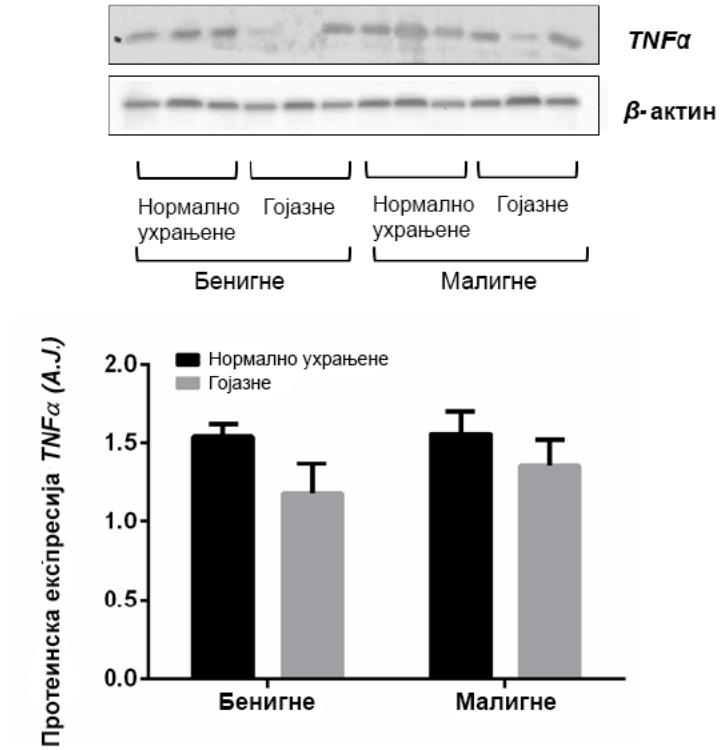 TNFα
β-актин
Нормално
ухрањене
Гојазне
Нормално
ухрањене
Гојазне
Бенигне
Малигне
Протеинска експресија TNFα (A.J.)
Нормално ухрањене
Гојазне
2.0
1.5
1.0
0.5
0.0
Бенигне
Малигне